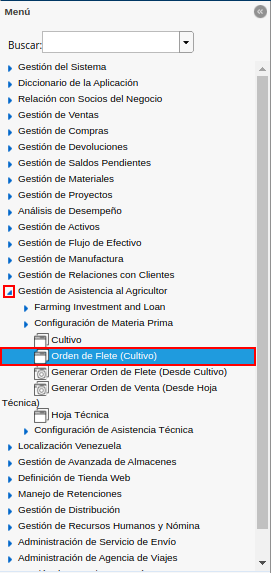 Menú
Buscar:
Gestión del Sistema
Diccionario de la Aplicación
Relación con Socios del Negocio
Gestión de Ventas
Gestión de Compras
Gestión de Devoluciones
Gestión de Saldos Pendientes
Gestión de Materiales
Gestión de Proyectos
Análisis de Desempeño
Gestión de Activos
Gestión de Flujo de Efectivo
Gestión de Manufactura
Gestión de Relaciones con Clientes
Gestión de Asistencia al Agricultor
Farming Investment and Loan
Configuración de Materia Prima
Cultivo
Orden de Flete (Cultivo)
Generar Orden de Flete (Desde Cultivo)
Generar Orden de Venta (Desde Hoja
Técnica)
Hoja Técnica
Configuración de Asistencia Técnica
Localización Venezuela
Gestión de Avanzada de Almacenes
Definición de Tienda Web
Manejo de Retenciones
Gestión de Distribución
Gestión de Recursos Humanos y Nómina
Administración de Servicio de Envío
Administración de Agencia de Viajes